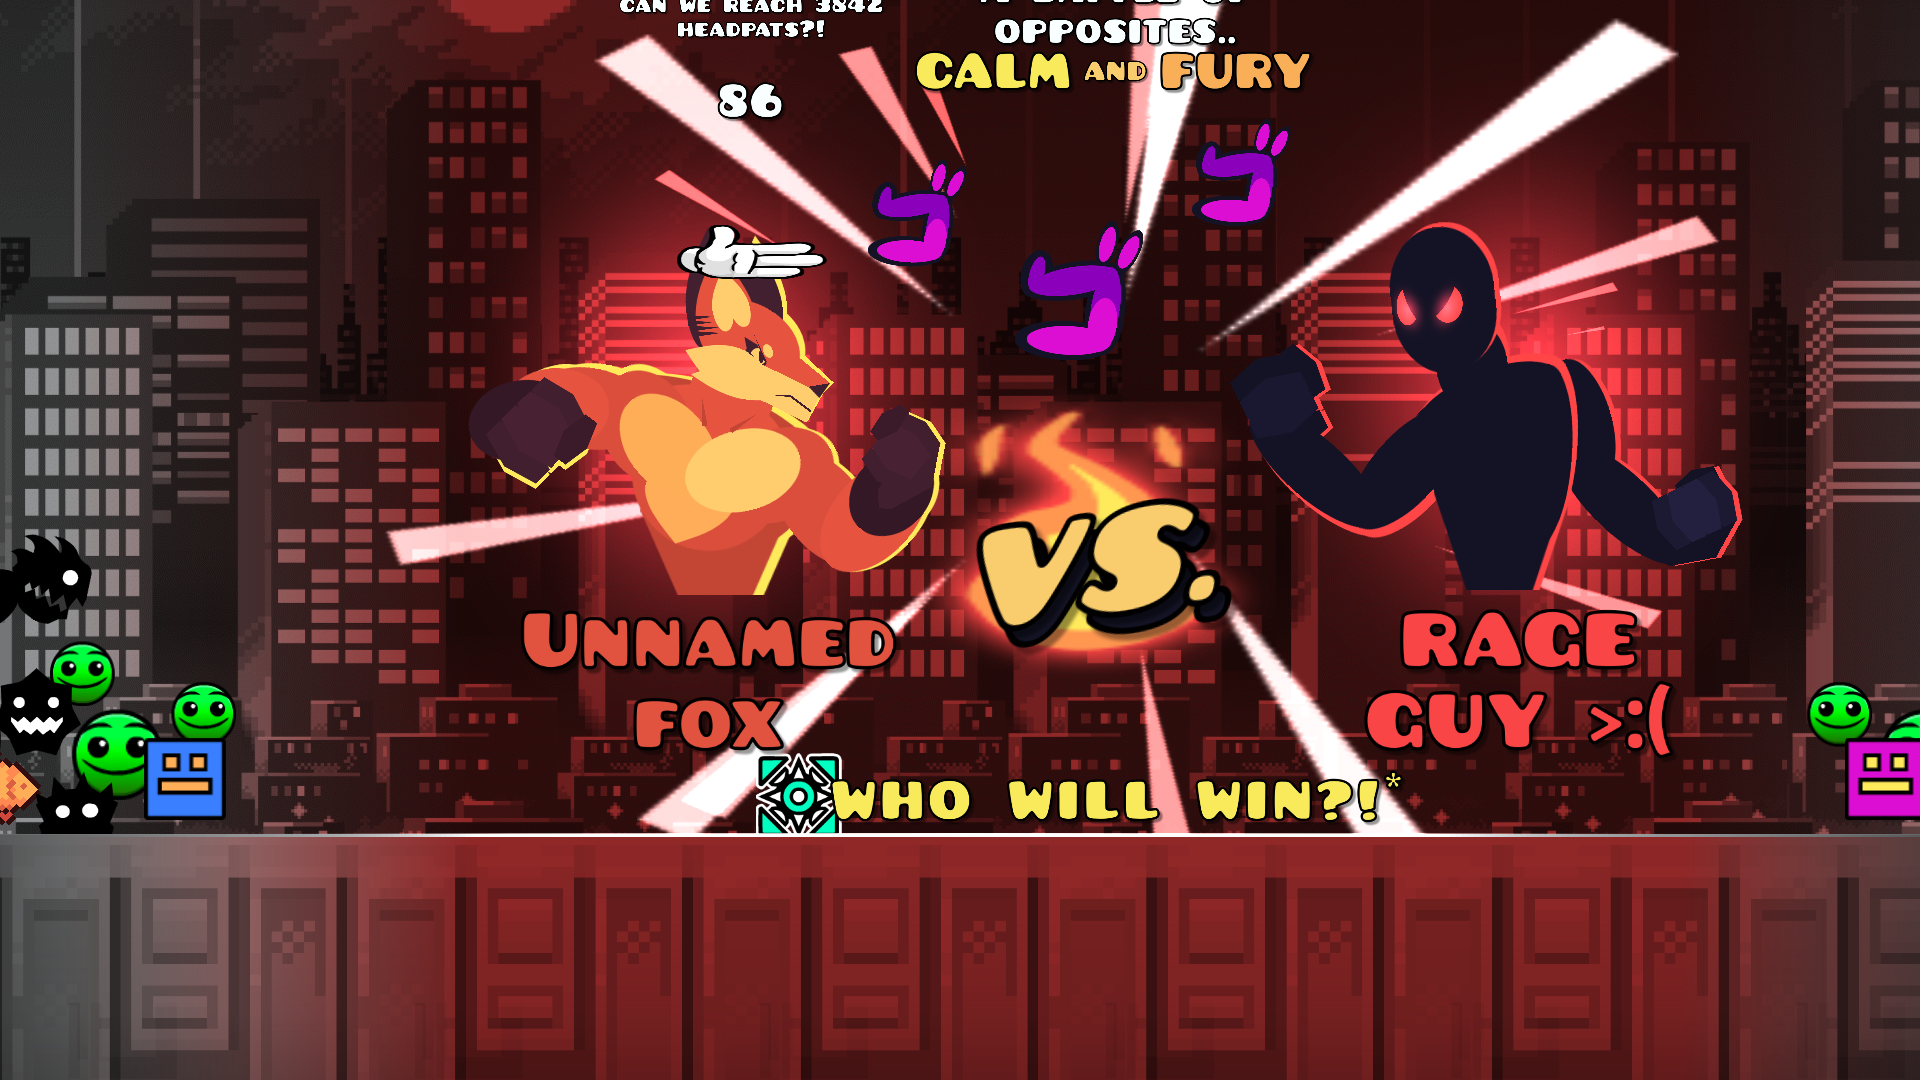 CAN WE REACH 3842
HEADPATS?!
86
OPPOSITES..
CALM AND FURY
VS.
UNNAMED
FOX
RAGE
GUY >:(
WHO WILL WIN?!*